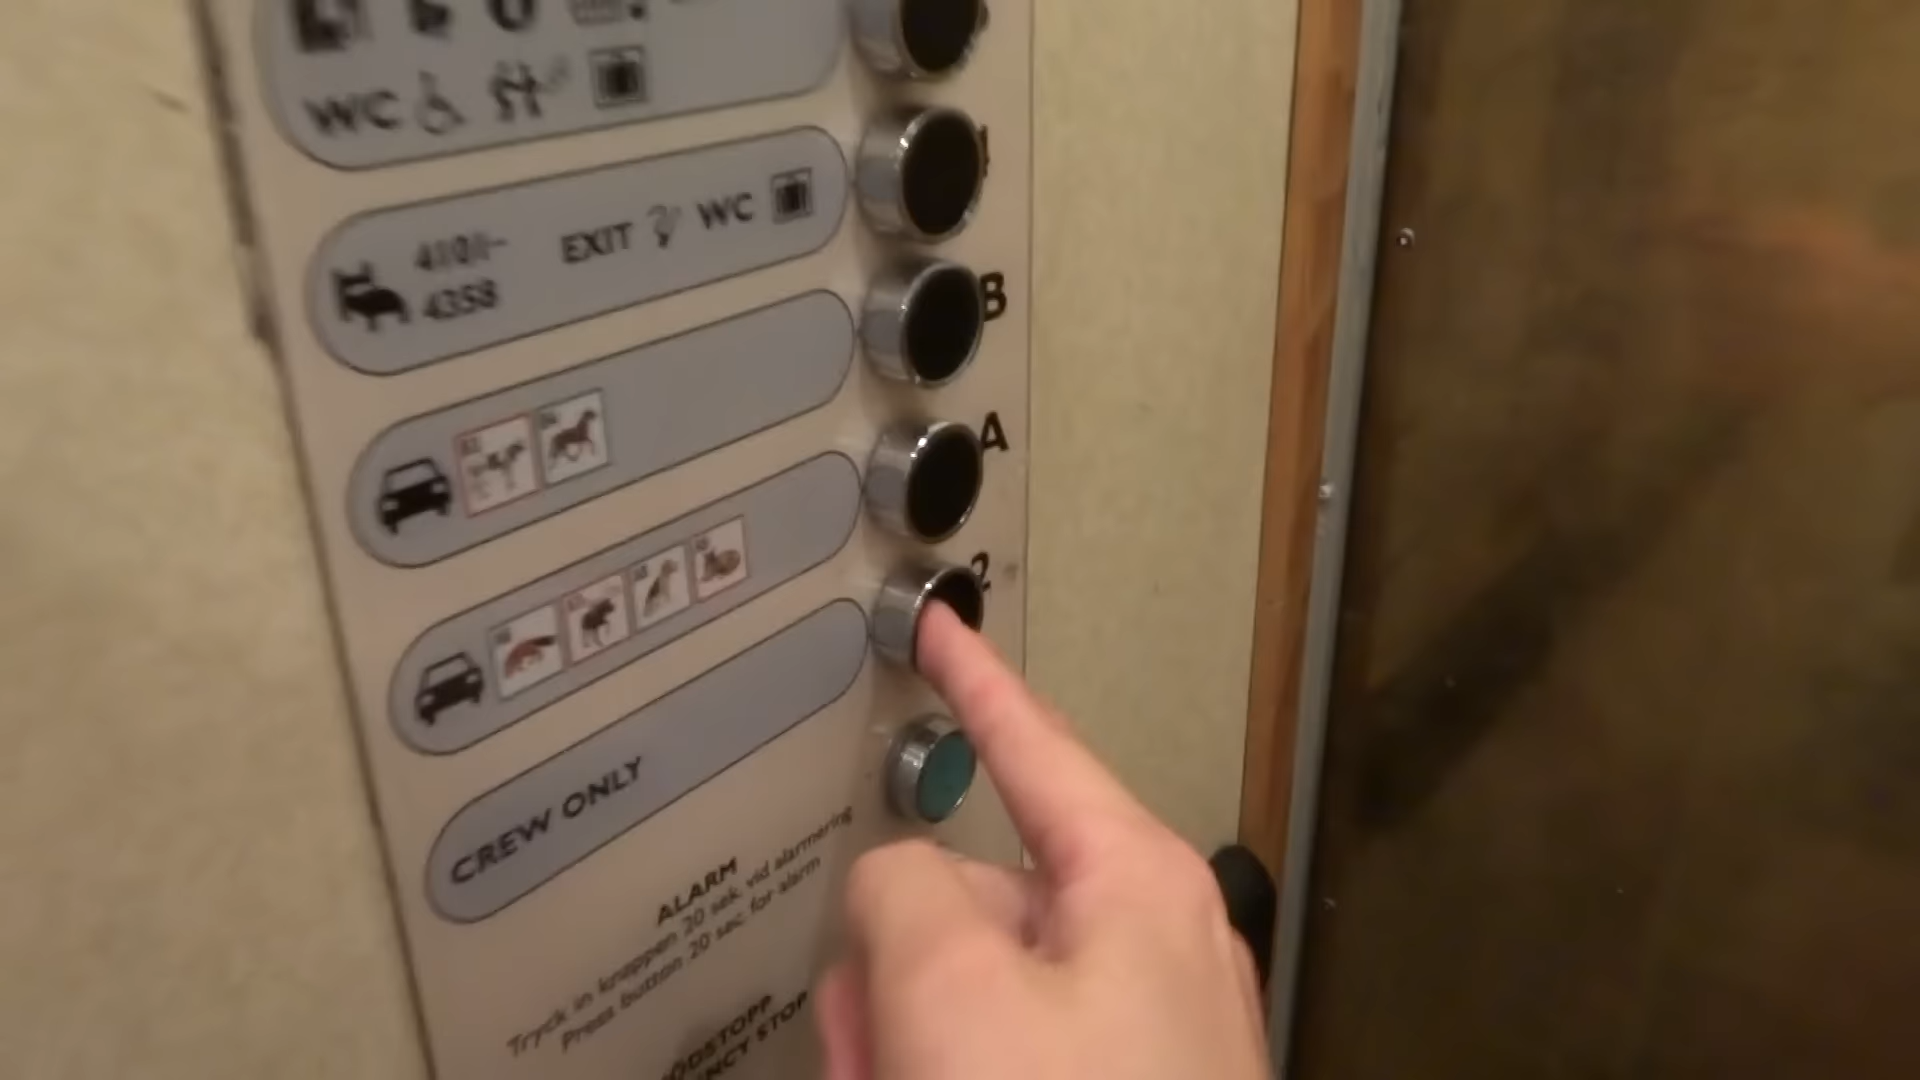 WC
4101-
4358
EXIT WC
B
A
2
CREW ONLY
ALARM
Tryck in knappen 20 sek. vid alarmering
Press button 20 sec. for alarm